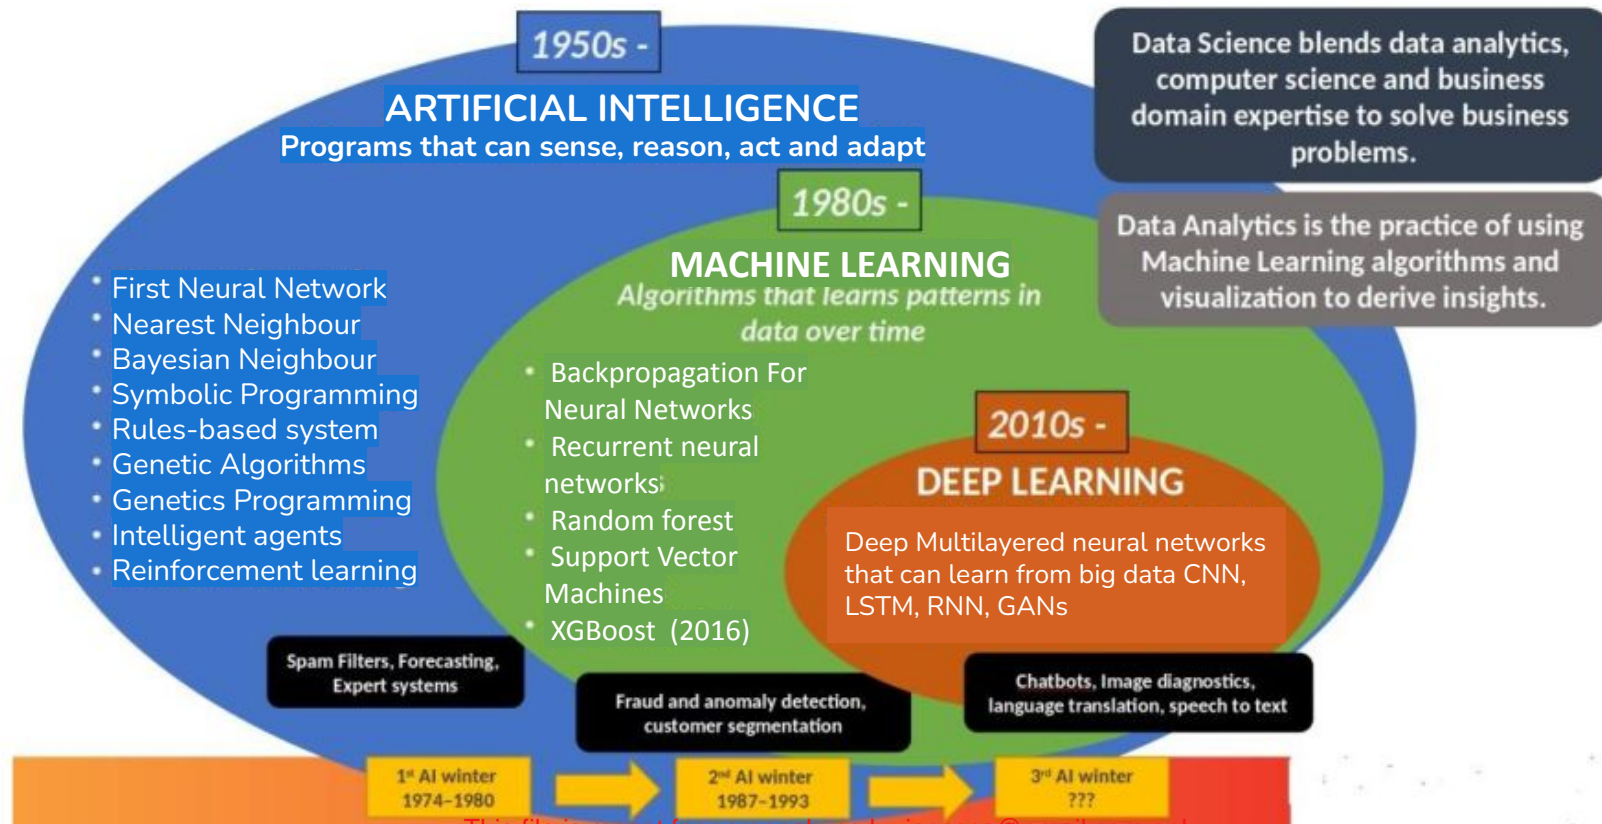 1950s -
ARTIFICIAL INTELLIGENCE
Programs that can sense, reason, act and adapt
• First Neural Network
• Nearest Neighbour
• Bayesian Neighbour
• Symbolic Programming
• Rules-based system
• Genetic Algorithms
• Genetics Programming
• Intelligent agents
• Reinforcement learning
Spam Filters, Forecasting,
Expert systems
1980s -
MACHINE LEARNING
Algorithms that learns patterns in
data over time
• Backpropagation For
Neural Networks
• Recurrent neural
networks
• Random forest
• Support Vector
Machines
• XGBoost (2016)
Fraud and anomaly detection,
customer segmentation
2010s -
DEEP LEARNING
Deep Multilayered neural networks
that can learn from big data CNN,
LSTM, RNN, GANs
Chatbots, Image diagnostics,
language translation, speech to text
Data Science blends data analytics,
computer science and business
domain expertise to solve business
problems.
Data Analytics is the practice of using
Machine Learning algorithms and
visualization to derive insights.
1st AI winter
1974–1980
2nd AI winter
1987–1993
3rd AI winter
???
This file is